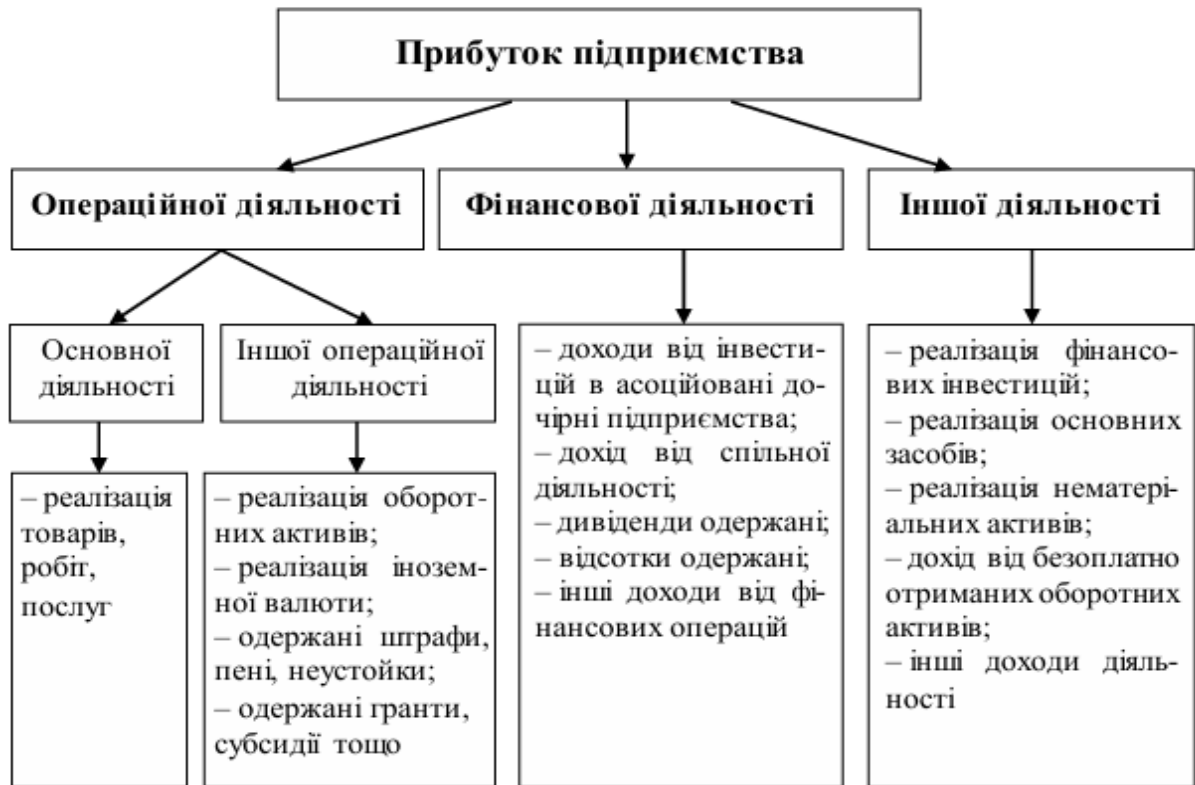 Прибуток підприємства
Операційної діяльності
Фінансової діяльності
Іншої діяльності
Основної
діяльності
Іншої операційної
діяльності
– реалізація
товарів,
робіт,
послуг
– реалізація оборот-
них активів;
– реалізація інозем-
ної валюти;
– одержані штрафи,
пені, неустойки;
– одержані гранти,
субсидії тощо
– доходи від інвести-
цій в асоційовані до-
чірні підприємства;
– дохід від спільної
діяльності;
– дивіденди одержані;
– відсотки одержані;
– інші доходи від фі-
нансових операцій
– реалізація фінансо-
вих інвестицій;
– реалізація основних
засобів;
– реалізація нематері-
альних активів;
– дохід від безоплатно
отриманих оборотних
активів;
– інші доходи діяль-
ності